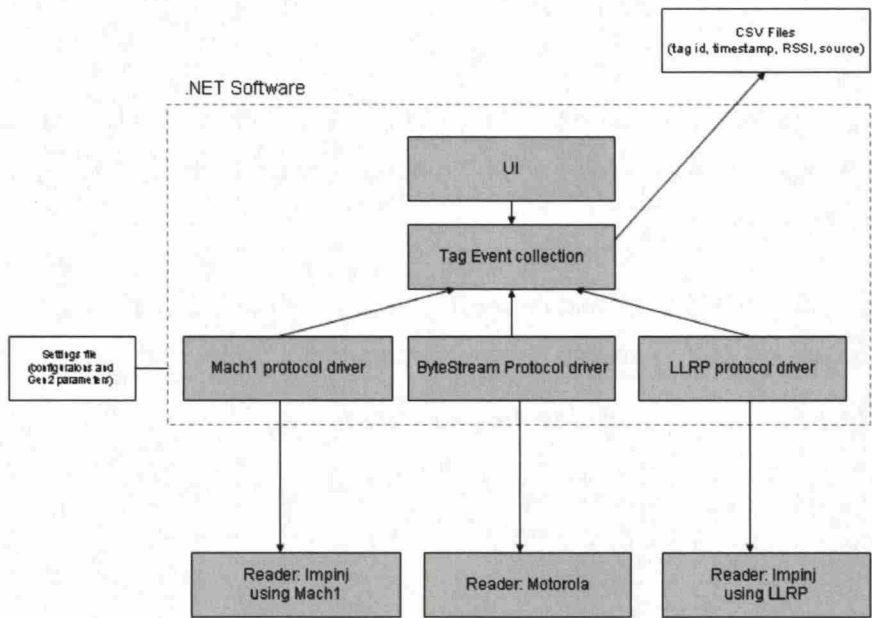 CSV Files
(tag id, timestamp, RSSI, source)
.NET Software
UI
Tag Event collection
Settings file
(configurations and
Gen2 parameters)
Mach1 protocol driver
ByteStream Protocol driver
LLRP protocol driver
Reader: Impinj
using Mach1
Reader: Motorola
Reader: Impinj
using LLRP